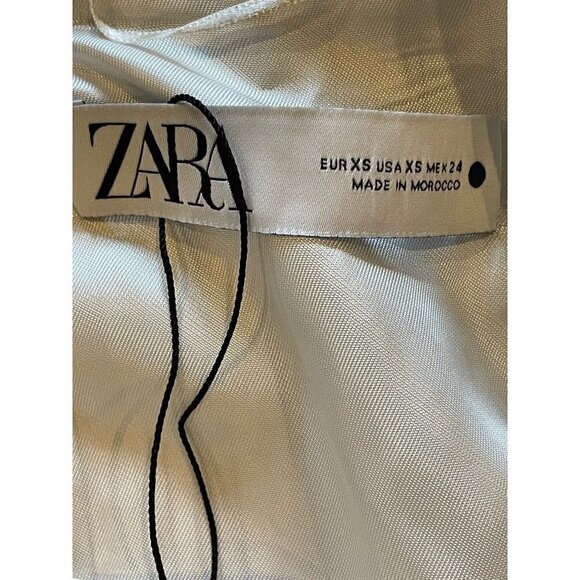 ZARA
EUR XS USA XS MEX 24
MADE IN MOROCCO